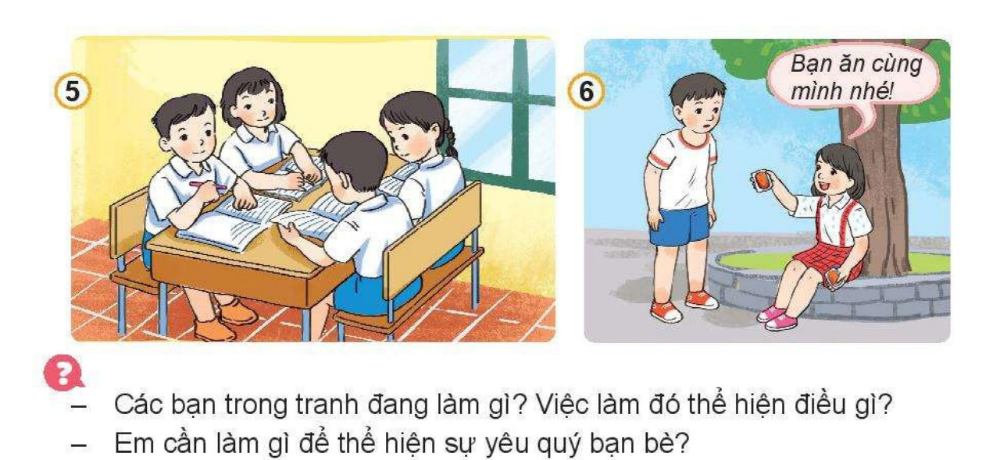 5
6
Bạn ăn cùng
mình nhé!
?
– Các bạn trong tranh đang làm gì? Việc làm đó thể hiện điều gì?
– Em cần làm gì để thể hiện sự yêu quý bạn bè?